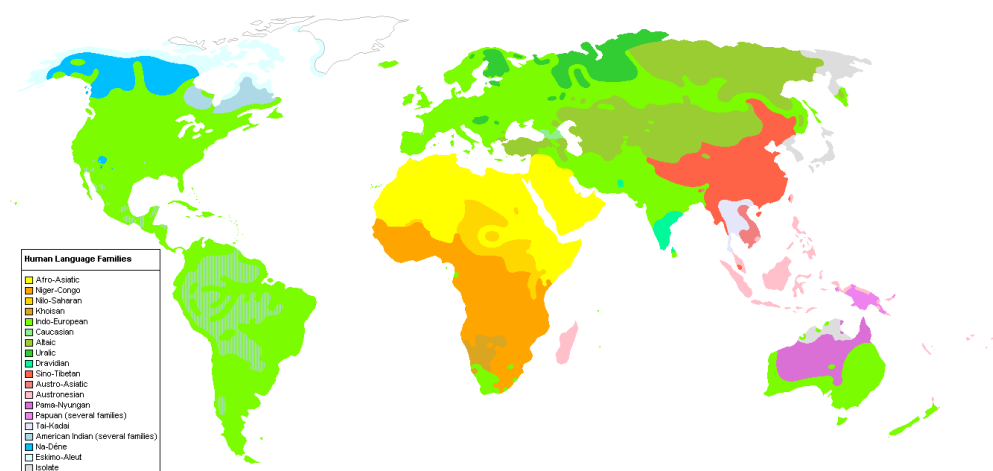 Human Language Families
Afro-Asiatic
Niger-Congo
Nilo-Saharan
Khoisan
Indo-European
Caucasian
Altaic
Uralic
Dravidian
Sino-Tibetan
Austro-Asiatic
Austronesian
Pama-Nyungan
Papuan (several families)
Tai-Kadai
American Indian (several families)
Na-Dene
Eskimo-Aleut
Isolate